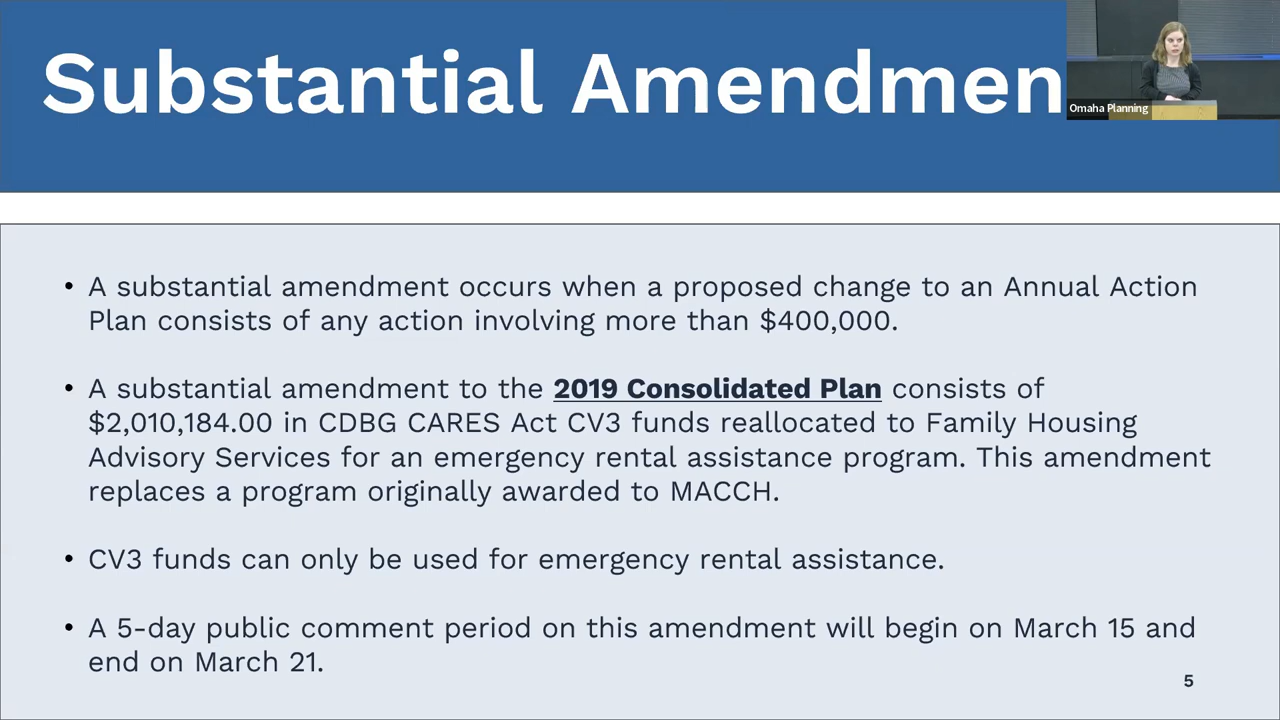 Substantial Amendmen
Omaha Planning
• A substantial amendment occurs when a proposed change to an Annual Action
Plan consists of any action involving more than $400,000.
• A substantial amendment to the 2019 Consolidated Plan consists of
$2,010,184.00 in CDBG CARES Act CV3 funds reallocated to Family Housing
Advisory Services for an emergency rental assistance program. This amendment
replaces a program originally awarded to MACCH.
• CV3 funds can only be used for emergency rental assistance.
• A 5-day public comment period on this amendment will begin on March 15 and
end on March 21.
5